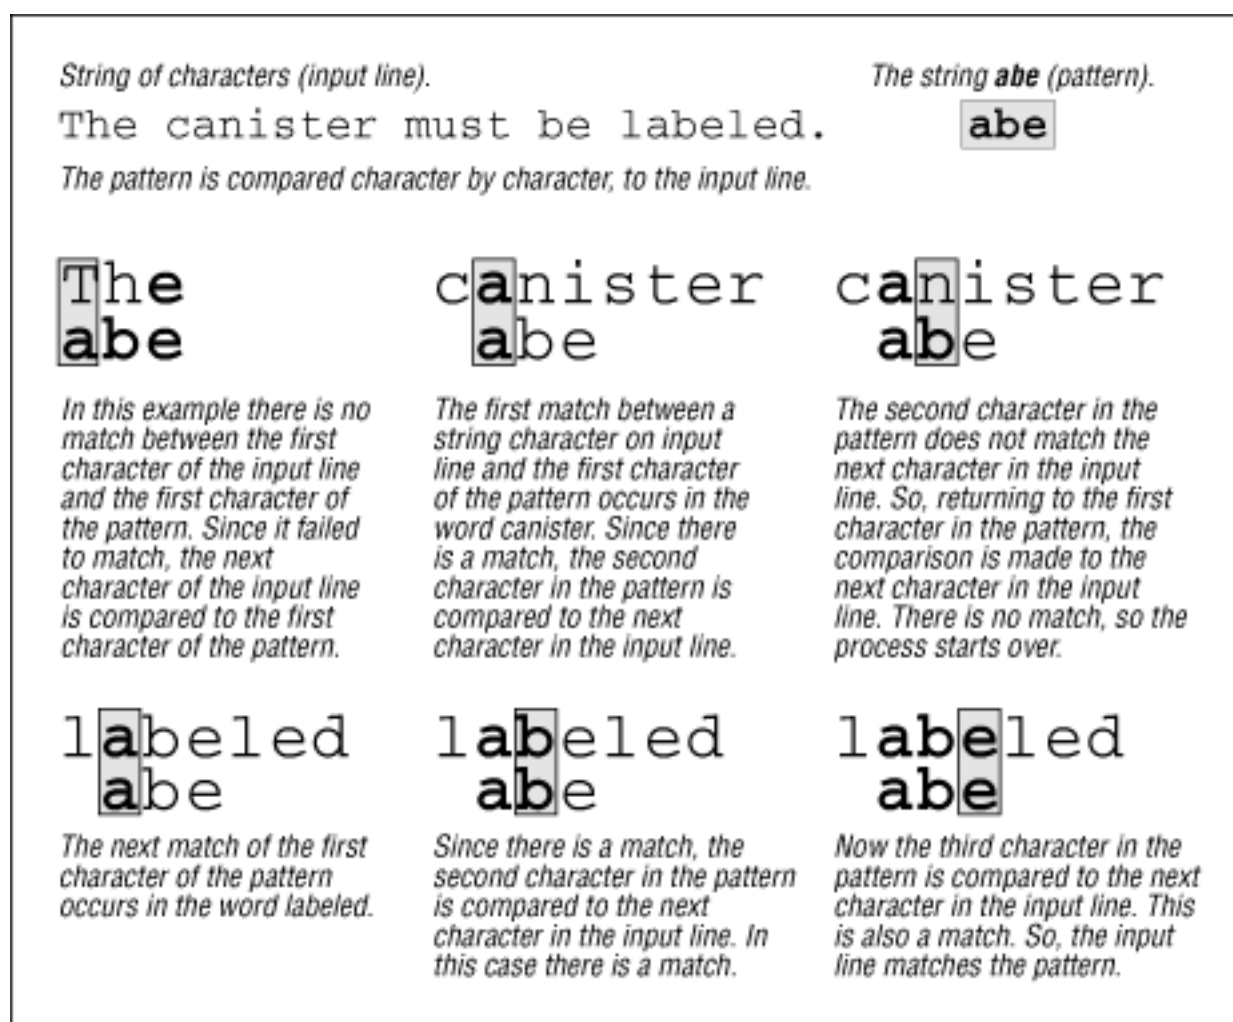 String of characters (input line).
The string abe (pattern).
The canister must be labeled.
abe
The pattern is compared character by character, to the input line.
The
abe
In this example there is no
match between the first
character of the input line
and the first character of
the pattern. Since it failed
to match, the next
character of the input line
is compared to the first
character of the pattern.
canister
abe
The first match between a
string character on input
line and the first character
of the pattern occurs in the
word canister. Since there
is a match, the second
character in the pattern is
compared to the next
character in the input line.
canister
abe
The second character in the
pattern does not match the
next character in the input
line. So, returning to the first
character in the pattern, the
comparison is made to the
next character in the input
line. There is no match, so the
process starts over.
labeled
abe
The next match of the first
character of the pattern
occurs in the word labeled.
labeled
abe
Since there is a match, the
second character in the pattern
is compared to the next
character in the input line. In
this case there is a match.
labeled
abe
Now the third character in the
pattern is compared to the next
character in the input line. This
is also a match. So, the input
line matches the pattern.